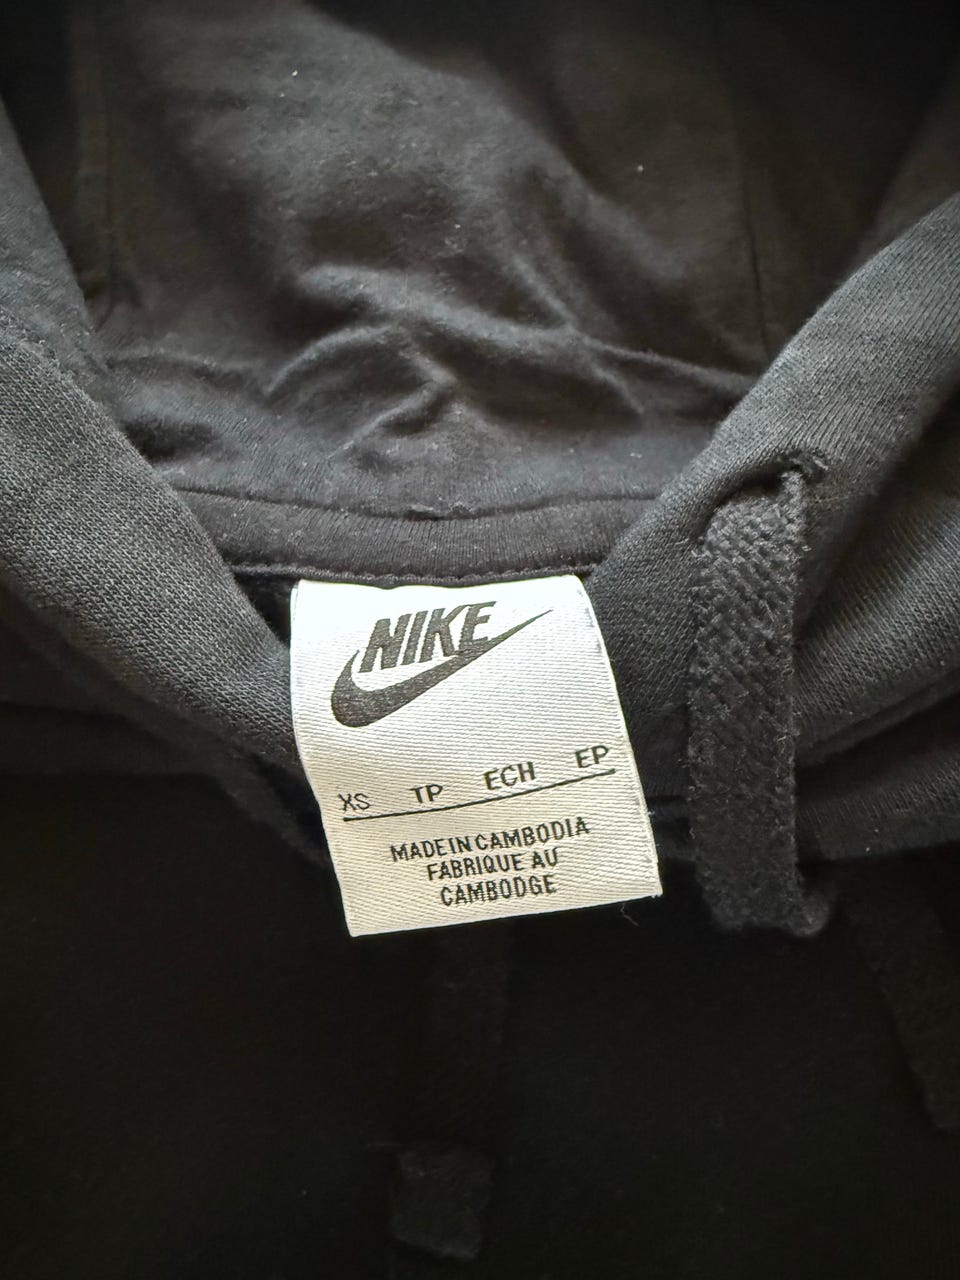 NIKE
XS TP ECH EP
MADE IN CAMBODIA
FABRIQUE AU
CAMBODGE